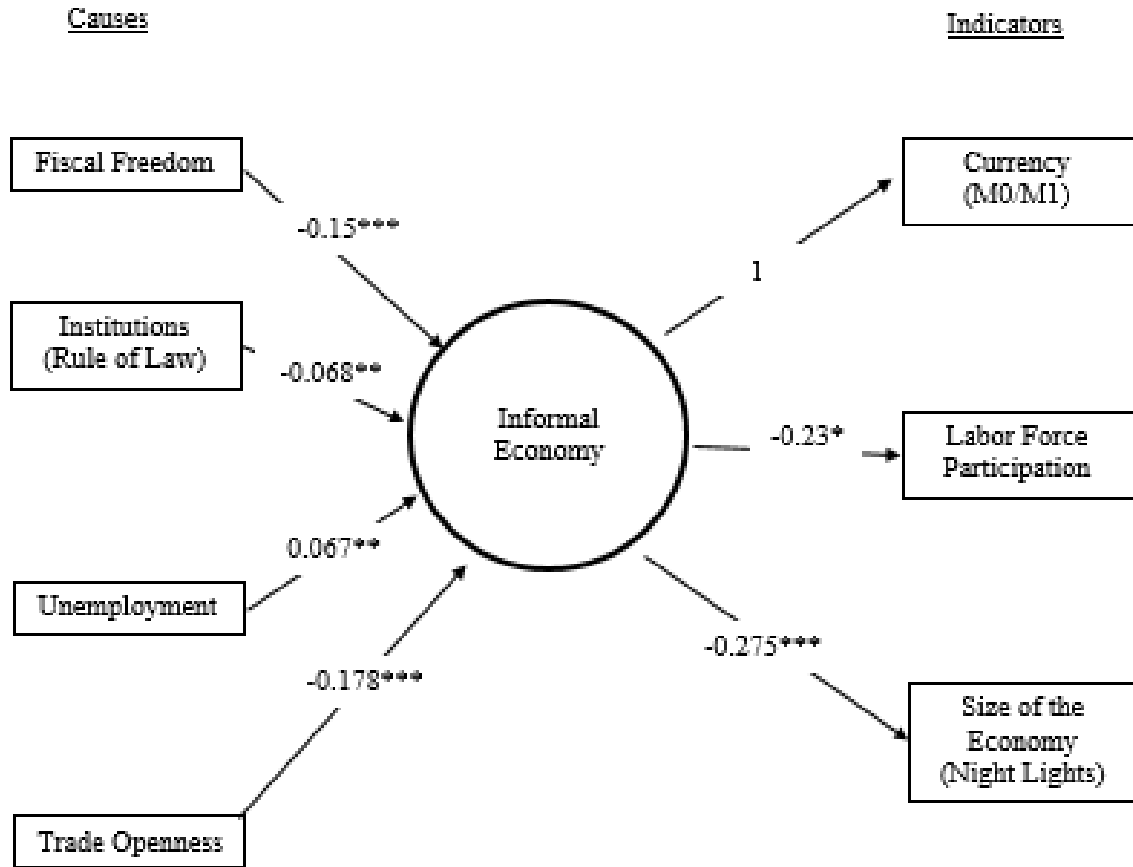 Causes
Indicators
Fiscal Freedom
Currency
(M0/M1)
-0.15***
1
Institutions
(Rule of Law)
-0.068**
Informal
Economy
-0.23*
Labor Force
Participation
0.067**
Unemployment
-0.275***
-0.178***
Size of the
Economy
(Night Lights)
Trade Openness